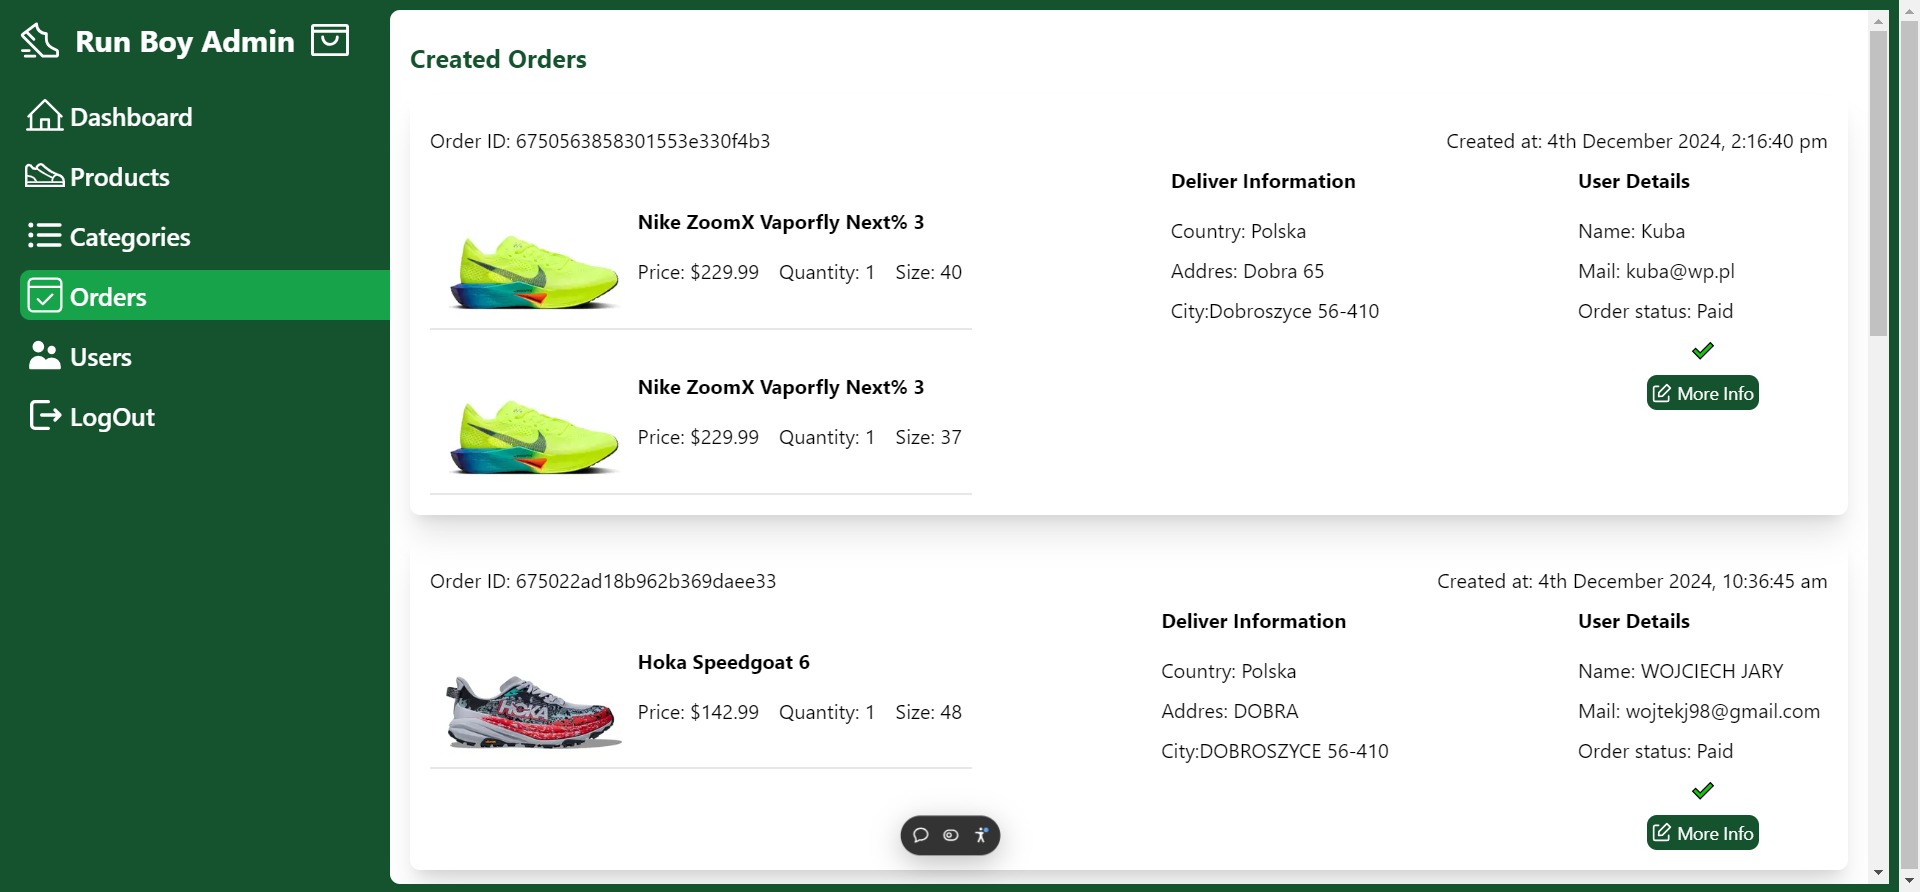 Run Boy Admin
Dashboard
Products
Categories
Orders
Users
LogOut
Created Orders
Order ID: 6750563858301553e330f4b3
Created at: 4th December 2024, 2:16:40 pm
Nike ZoomX Vaporfly Next% 3
Price: $229.99 Quantity: 1 Size: 40
Nike ZoomX Vaporfly Next% 3
Price: $229.99 Quantity: 1 Size: 37
Deliver Information
Country: Polska
Addres: Dobra 65
City:Dobroszyce 56-410
User Details
Name: Kuba
Mail: kuba@wp.pl
Order status: Paid
More Info
Order ID: 675022ad18b962b369daee33
Created at: 4th December 2024, 10:36:45 am
HOKA
Hoka Speedgoat 6
Price: $142.99 Quantity: 1 Size: 48
Deliver Information
Country: Polska
Addres: DOBRA
City:DOBROSZYCE 56-410
User Details
Name: WOJCIECH JARY
Mail: wojtekj98@gmail.com
Order status: Paid
More Info